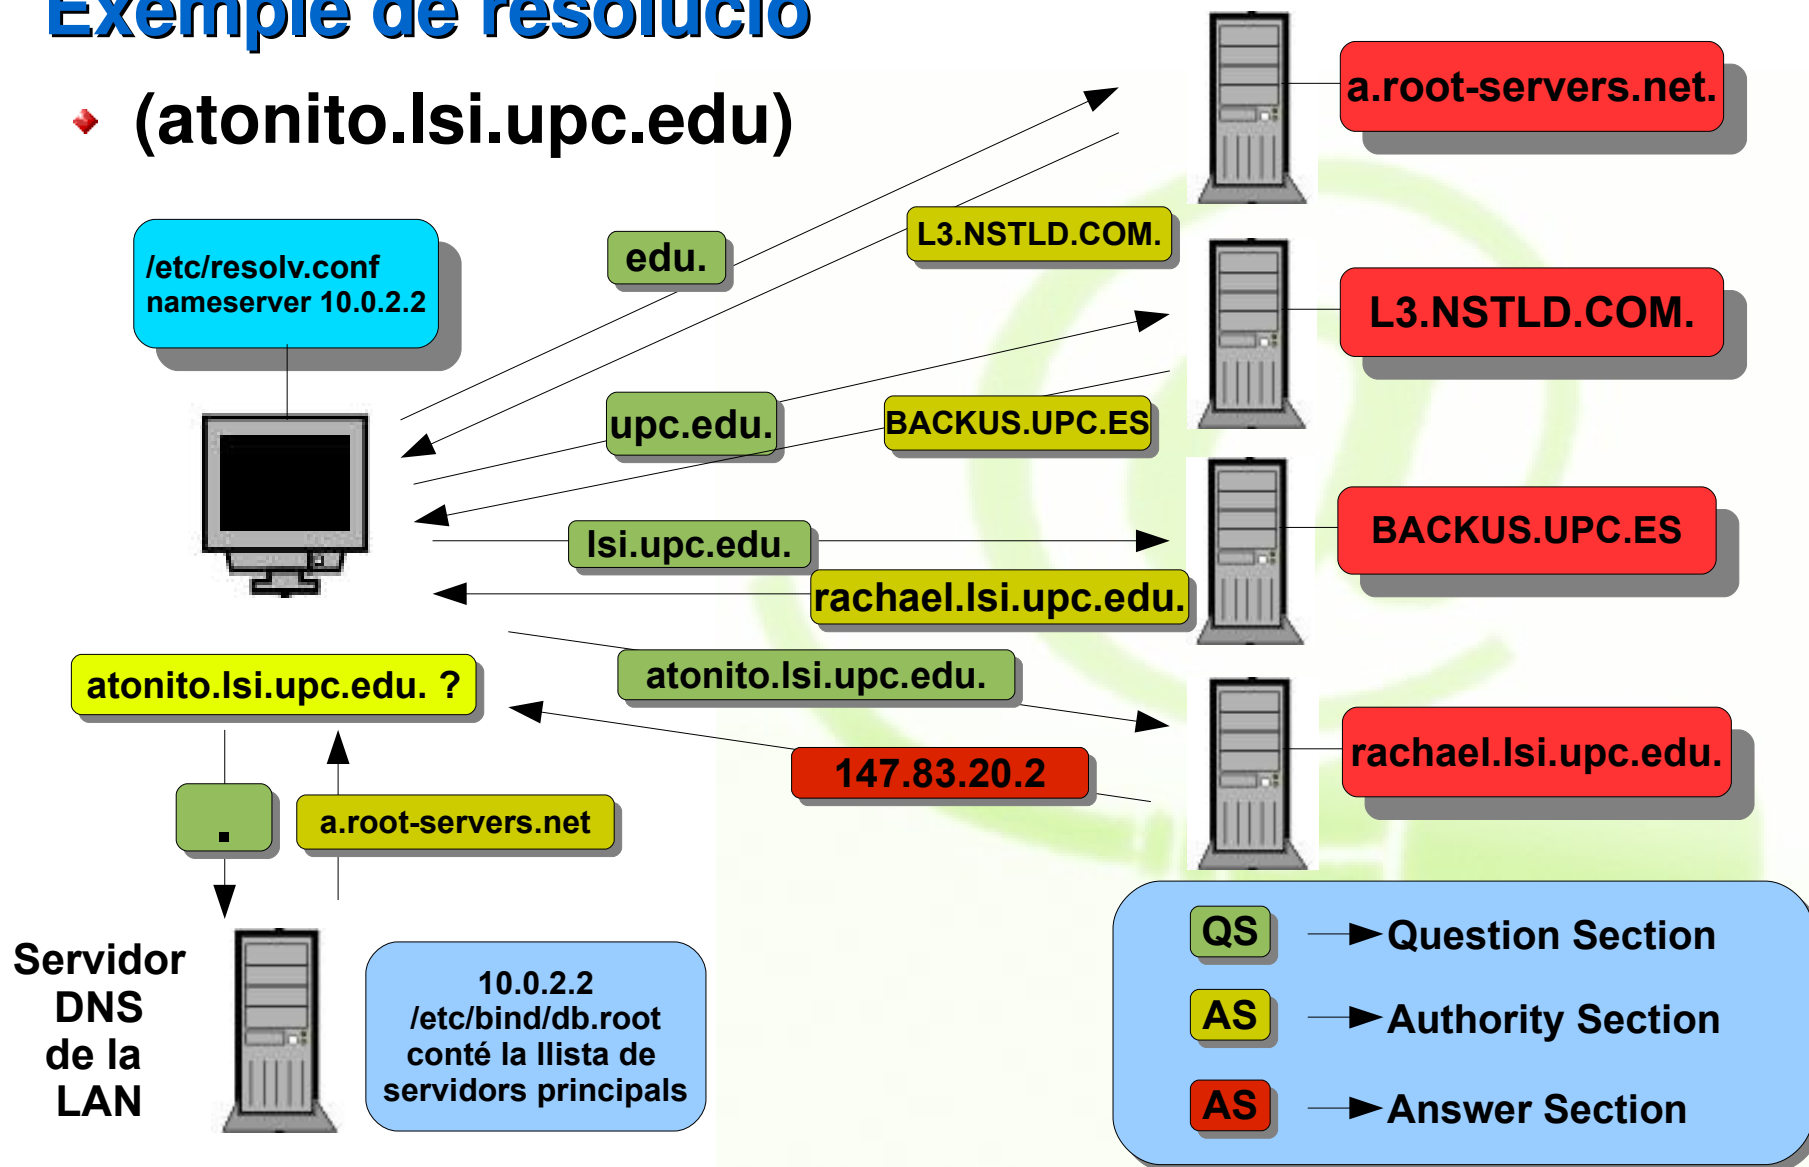 Exemple de resolució
(atonito.lsi.upc.edu)
a.root-servers.net.
/etc/resolv.conf
nameserver 10.0.2.2
edu.
L3.NSTLD.COM.
L3.NSTLD.COM.
upc.edu.
BACKUS.UPC.ES
BACKUS.UPC.ES
lsi.upc.edu.
rachael.lsi.upc.edu.
atonito.lsi.upc.edu. ?
atonito.lsi.upc.edu.
147.83.20.2
rachael.lsi.upc.edu.
.
a.root-servers.net
Servidor
DNS
de la
LAN
10.0.2.2
/etc/bind/db.root
conté la llista de
servidors principals
QS Question Section
AS Authority Section
AS Answer Section